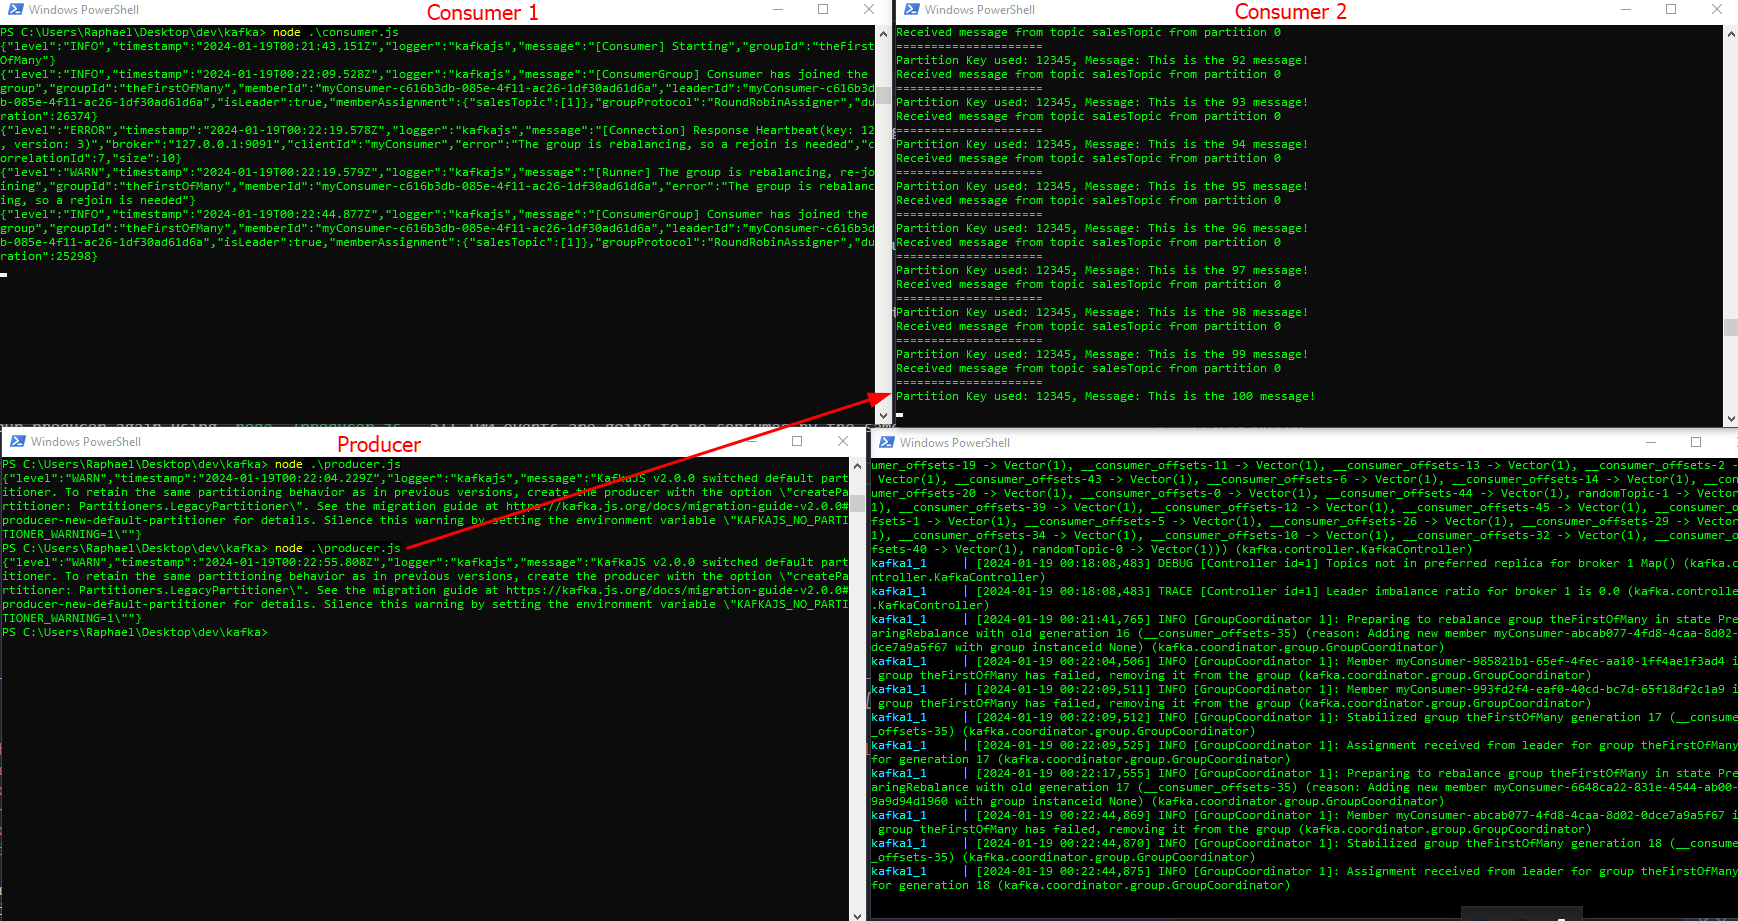 Windows PowerShell
Consumer 1
PS C:\Users\Raphael\Desktop\dev\kafka> node .\consumer.js
{"level":"INFO","timestamp":"2024-01-19T00:21:43.151Z","logger":"kafkajs","message":"[Consumer] Starting","groupId":"theFirst
OfMany"}
{"level":"INFO","timestamp":"2024-01-19T00:22:09.528Z","logger":"kafkajs","message":"[ConsumerGroup] Consumer has joined the
group","groupId":"theFirstOfMany","memberId":"myConsumer-c616b3db-085e-4f11-ac26-1df30ad61d6a","leaderId":"myConsumer-c616b3d
b-085e-4f11-ac26-1df30ad61d6a","isLeader":true,"memberAssignment":{"salesTopic":[1]},"groupProtocol":"RoundRobinAssigner","du
ration":26374}
{"level":"ERROR","timestamp":"2024-01-19T00:22:19.578Z","logger":"kafkajs","message":"[Connection] Response Heartbeat(key: 12
, version: 3)","broker":"127.0.0.1:9091","clientId":"myConsumer","error":"The group is rebalancing, so a rejoin is needed","c
orrelationId":7,"size":10}
{"level":"WARN","timestamp":"2024-01-19T00:22:19.579Z","logger":"kafkajs","message":"[Runner] The group is rebalancing, re-jo
ining","groupId":"theFirstOfMany","memberId":"myConsumer-c616b3db-085e-4f11-ac26-1df30ad61d6a","error":"The group is rebalanc
ing, so a rejoin is needed"}
{"level":"INFO","timestamp":"2024-01-19T00:22:44.877Z","logger":"kafkajs","message":"[ConsumerGroup] Consumer has joined the
group","groupId":"theFirstOfMany","memberId":"myConsumer-c616b3db-085e-4f11-ac26-1df30ad61d6a","leaderId":"myConsumer-c616b3d
b-085e-4f11-ac26-1df30ad61d6a","isLeader":true,"memberAssignment":{"salesTopic":[1]},"groupProtocol":"RoundRobinAssigner","du
ration":25298}
Windows PowerShell
Consumer 2
Received message from topic salesTopic from partition 0
=====================
Partition Key used: 12345, Message: This is the 92 message!
Received message from topic salesTopic from partition 0
=====================
Partition Key used: 12345, Message: This is the 93 message!
Received message from topic salesTopic from partition 0
=====================
Partition Key used: 12345, Message: This is the 94 message!
Received message from topic salesTopic from partition 0
=====================
Partition Key used: 12345, Message: This is the 95 message!
Received message from topic salesTopic from partition 0
=====================
Partition Key used: 12345, Message: This is the 96 message!
Received message from topic salesTopic from partition 0
=====================
Partition Key used: 12345, Message: This is the 97 message!
Received message from topic salesTopic from partition 0
=====================
Partition Key used: 12345, Message: This is the 98 message!
Received message from topic salesTopic from partition 0
=====================
Partition Key used: 12345, Message: This is the 99 message!
Received message from topic salesTopic from partition 0
=====================
Partition Key used: 12345, Message: This is the 100 message!
Windows PowerShell
Producer
PS C:\Users\Raphael\Desktop\dev\kafka> node .\producer.js
{"level":"WARN","timestamp":"2024-01-19T00:22:04.229Z","logger":"kafkajs","message":"KafkaJS v2.0.0 switched default part
itioner. To retain the same partitioning behavior as in previous versions, create the producer with the option \"createPa
rtitioner: Partitioners.LegacyPartitioner\". See the migration guide at https://kafka.js.org/docs/migration-guide-v2.0.0#
producer-new-default-partitioner for details. Silence this warning by setting the environment variable \"KAFKAJS_NO_PARTI
TIONER_WARNING=1\""}
PS C:\Users\Raphael\Desktop\dev\kafka> node .\producer.js
{"level":"WARN","timestamp":"2024-01-19T00:22:55.808Z","logger":"kafkajs","message":"KafkaJS v2.0.0 switched default part
itioner. To retain the same partitioning behavior as in previous versions, create the producer with the option \"createPa
rtitioner: Partitioners.LegacyPartitioner\". See the migration guide at https://kafka.js.org/docs/migration-guide-v2.0.0#
producer-new-default-partitioner for details. Silence this warning by setting the environment variable \"KAFKAJS_NO_PARTI
TIONER_WARNING=1\""}
PS C:\Users\Raphael\Desktop\dev\kafka>
Windows PowerShell
umer_offsets-19 -> Vector(1), __consumer_offsets-11 -> Vector(1), __consumer_offsets-13 -> Vector(1), __consumer_offsets-2 -
 Vector(1), __consumer_offsets-43 -> Vector(1), __consumer_offsets-6 -> Vector(1), __consumer_offsets-14 -> Vector(1), __cons
umer_offsets-20 -> Vector(1), __consumer_offsets-0 -> Vector(1), __consumer_offsets-44 -> Vector(1), randomTopic-1 -> Vector(
1), __consumer_offsets-39 -> Vector(1), __consumer_offsets-12 -> Vector(1), __consumer_offsets-45 -> Vector(1), __consumer_of
fsets-1 -> Vector(1), __consumer_offsets-5 -> Vector(1), __consumer_offsets-26 -> Vector(1), __consumer_offsets-29 -> Vector(
1), __consumer_offsets-34 -> Vector(1), __consumer_offsets-10 -> Vector(1), __consumer_offsets-32 -> Vector(1), __consumer_of
fsets-40 -> Vector(1), randomTopic-0 -> Vector(1))) (kafka.controller.KafkaController)
kafka1_1 | [2024-01-19 00:18:08,483] DEBUG [Controller id=1] Topics not in preferred replica for broker 1 Map() (kafka.c
ntroller.KafkaController)
kafka1_1 | [2024-01-19 00:18:08,483] TRACE [Controller id=1] Leader imbalance ratio for broker 1 is 0.0 (kafka.controlle
.KafkaController)
kafka1_1 | [2024-01-19 00:21:41,765] INFO [GroupCoordinator 1]: Preparing to rebalance group theFirstOfMany in state Pre
aringRebalance with old generation 16 (__consumer_offsets-35) (reason: Adding new member myConsumer-abcab077-4fd8-4caa-8d02-
dce7a9a5f67 with group instanceid None) (kafka.coordinator.group.GroupCoordinator)
kafka1_1 | [2024-01-19 00:22:04,506] INFO [GroupCoordinator 1]: Member myConsumer-985821b1-65ef-4fec-aa10-1ff4ae1f3ad4 i
 group theFirstOfMany has failed, removing it from the group (kafka.coordinator.group.GroupCoordinator)
kafka1_1 | [2024-01-19 00:22:09,511] INFO [GroupCoordinator 1]: Member myConsumer-993fd2f4-eaf0-40cd-bc7d-65f18df2c1a9 i
 group theFirstOfMany has failed, removing it from the group (kafka.coordinator.group.GroupCoordinator)
kafka1_1 | [2024-01-19 00:22:09,512] INFO [GroupCoordinator 1]: Stabilized group theFirstOfMany generation 17 (__consume
_offsets-35) (kafka.coordinator.group.GroupCoordinator)
kafka1_1 | [2024-01-19 00:22:09,525] INFO [GroupCoordinator 1]: Assignment received from leader for group theFirstOfMany
for generation 17 (kafka.coordinator.group.GroupCoordinator)
kafka1_1 | [2024-01-19 00:22:17,555] INFO [GroupCoordinator 1]: Preparing to rebalance group theFirstOfMany in state Pre
aringRebalance with old generation 17 (__consumer_offsets-35) (reason: Adding new member myConsumer-6648ca22-831e-4544-ab00-
9a9d94d1960 with group instanceid None) (kafka.coordinator.group.GroupCoordinator)
kafka1_1 | [2024-01-19 00:22:44,869] INFO [GroupCoordinator 1]: Member myConsumer-abcab077-4fd8-4caa-8d02-0dce7a9a5f67 i
 group theFirstOfMany has failed, removing it from the group (kafka.coordinator.group.GroupCoordinator)
kafka1_1 | [2024-01-19 00:22:44,870] INFO [GroupCoordinator 1]: Stabilized group theFirstOfMany generation 18 (__consume
_offsets-35) (kafka.coordinator.group.GroupCoordinator)
kafka1_1 | [2024-01-19 00:22:44,875] INFO [GroupCoordinator 1]: Assignment received from leader for group theFirstOfMany
for generation 18 (kafka.coordinator.group.GroupCoordinator)